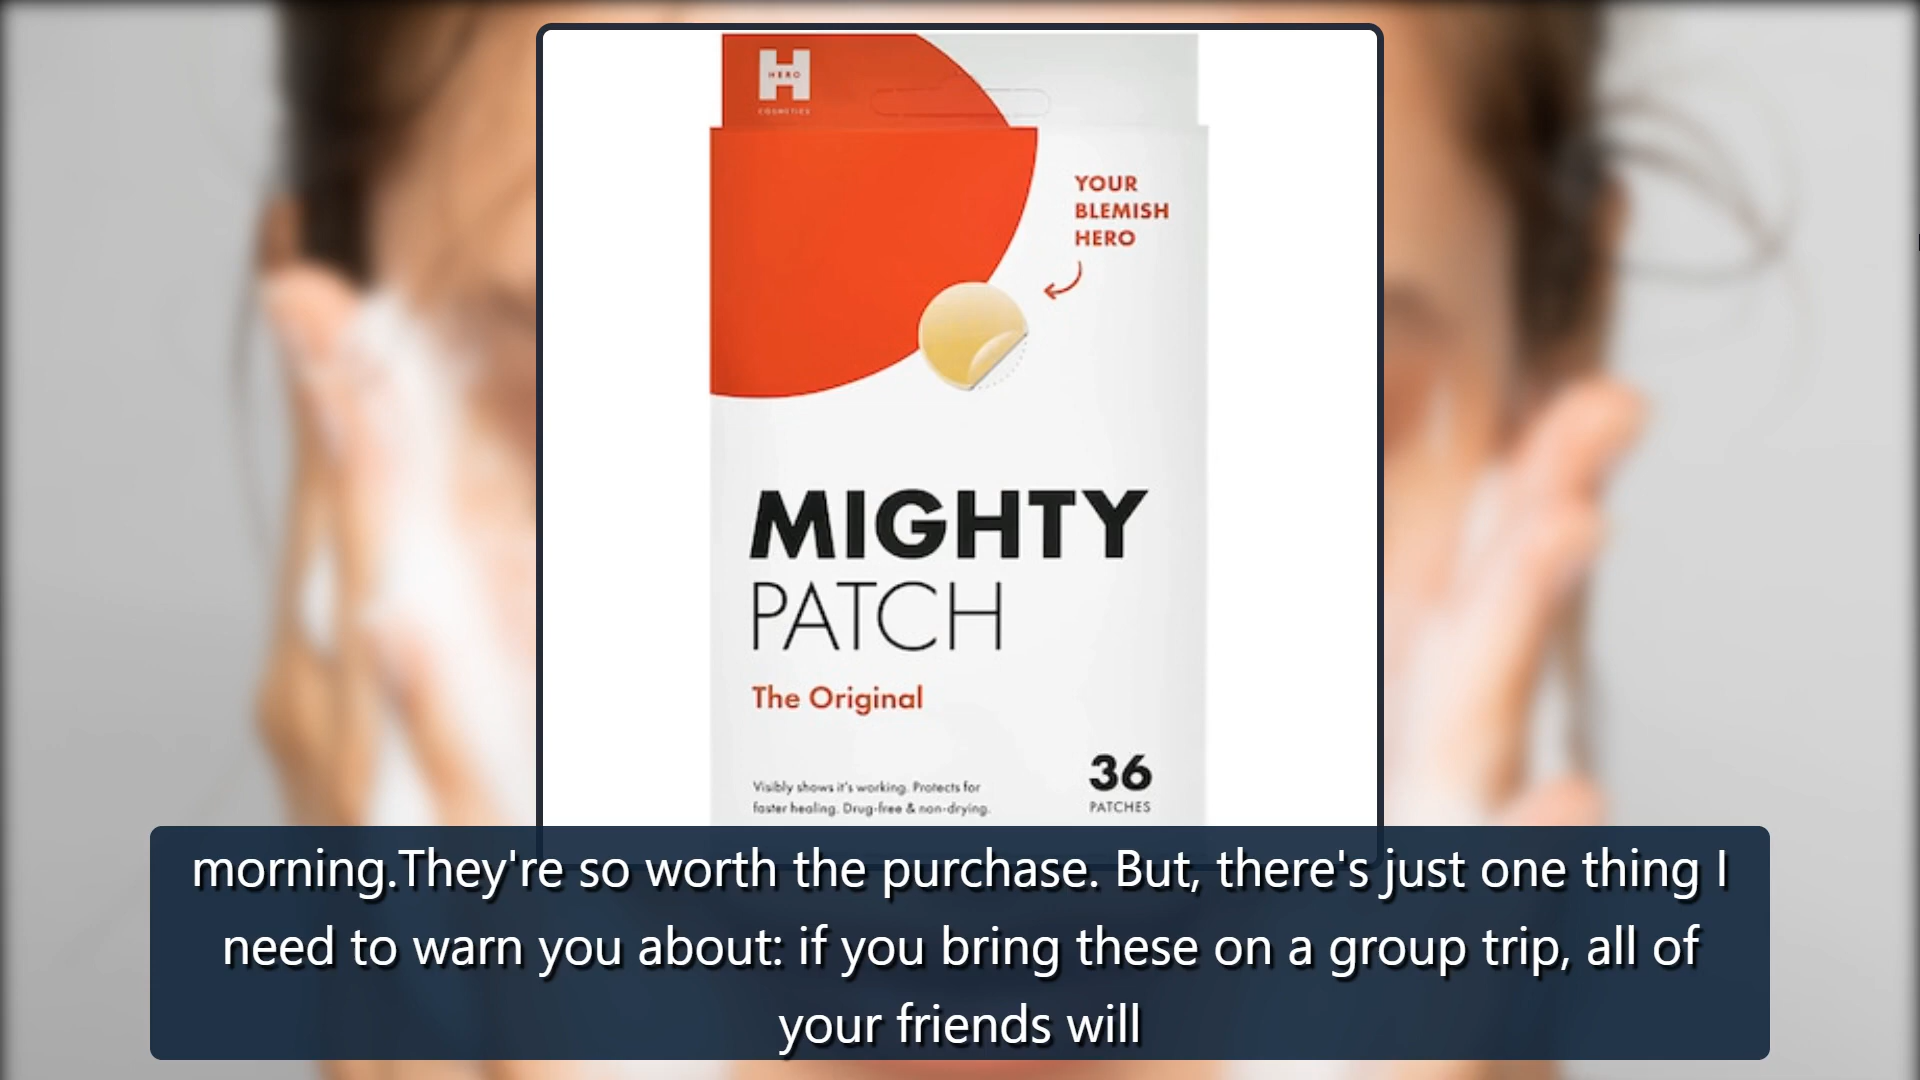 HERO
COSMETICS
YOUR
BLEMISH
HERO
MIGHTY
PATCH
The Original
36
PATCHES
Visibly shows it's working. Protects for
faster healing. Drug-free & non-drying.
morning.They're so worth the purchase. But, there's just one thing I
need to warn you about: if you bring these on a group trip, all of
your friends will